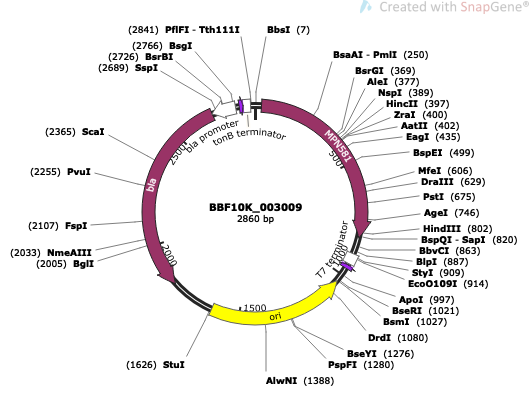 Created with SnapGene®
(2841) PflFI - Tth111I
BbsI (7)
(2766) BsgI
(2726) BsrBI
(2689) SspI
BsaAI - PmlI (250)
BsrGI (369)
AleI (377)
NspI (389)
HincII (397)
ZraI (400)
AatII (402)
EagI (435)
BspEI (499)
MfeI (606)
DraIII (629)
PstI (675)
AgeI (746)
HindIII (802)
BspQI - SapI (820)
BbvCI (863)
BlpI (887)
StyI (909)
EcoO109I (914)
ApoI (997)
BseRI (1021)
BsmI (1027)
DrdI (1080)
BseYI (1276)
PspFI (1280)
AlwNI (1388)
(1626) StuI
(2005) BglI
(2033) NmeAIII
(2107) FspI
(2255) PvuI
(2365) ScaI
bla promoter
tonB terminator
MPN581
T7 terminator
ori
bla
500
1000
1500
2000
2500
BBF10K_003009
2860 bp